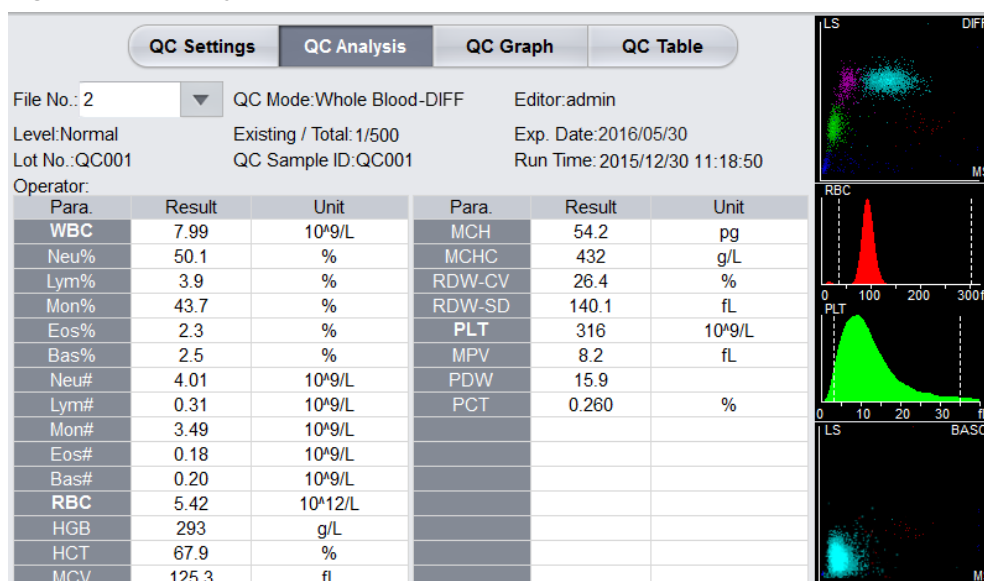 QC Settings QC Analysis QC Graph QC Table
File No.: 2 QC Mode:Whole Blood-DIFF Editor:admin
Level:Normal Existing / Total:1/500 Exp. Date:2016/05/30
Lot No.:QC001 QC Sample ID:QC001 Run Time:2015/12/30 11:18:50
Operator:
Para. Result Unit Para. Result Unit
WBC 7.99 10^9/L MCH 54.2 pg
Neu% 50.1 % MCHC 432 g/L
Lym% 3.9 % RDW-CV 26.4 %
Mon% 43.7 % RDW-SD 140.1 fL
Eos% 2.3 % PLT 316 10^9/L
Bas% 2.5 % MPV 8.2 fL
Neu# 4.01 10^9/L PDW 15.9
Lym# 0.31 10^9/L PCT 0.260 %
Mon# 3.49 10^9/L
Eos# 0.18 10^9/L
Bas# 0.20 10^9/L
RBC 5.42 10^12/L
HGB 293 g/L
HCT 67.9 %
MCV 125.3 fL
LS DIFF
MS
RBC
0 100 200 300f
PLT
0 10 20 30 fl
LS BASO
M